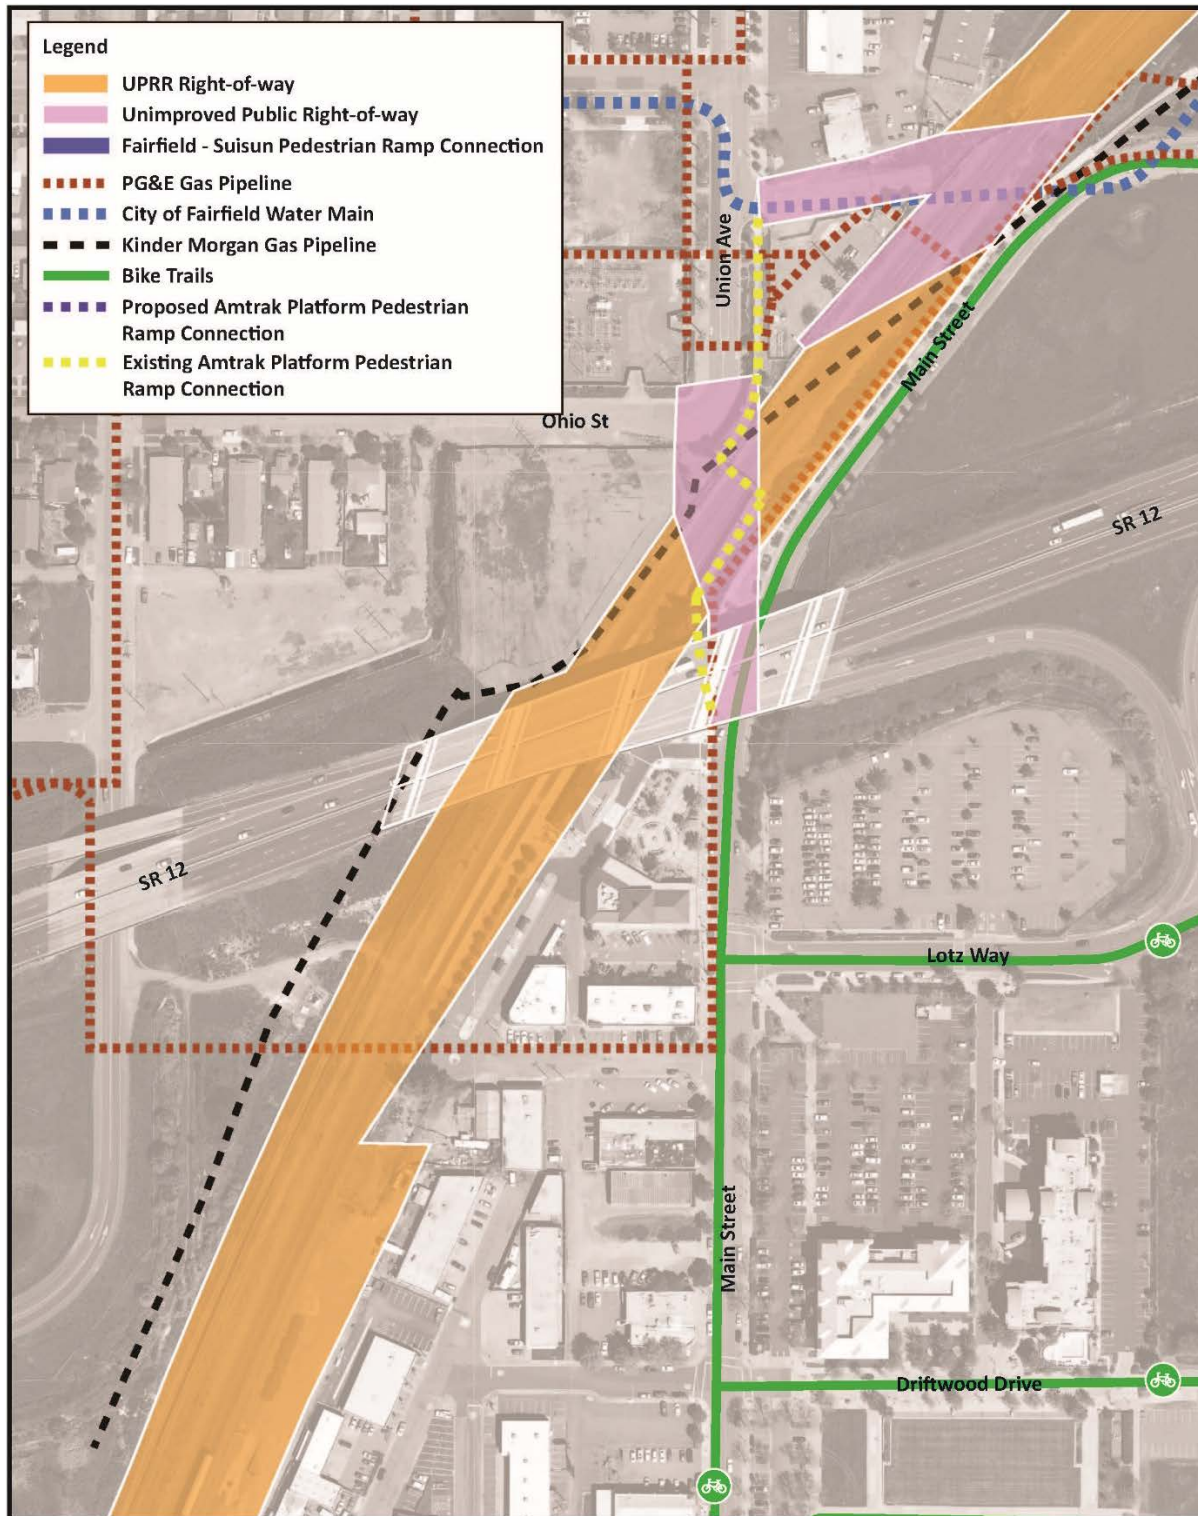 Legend
UPRR Right-of-way
Unimproved Public Right-of-way
Fairfield - Suisun Pedestrian Ramp Connection
PG&E Gas Pipeline
City of Fairfield Water Main
Kinder Morgan Gas Pipeline
Bike Trails
Proposed Amtrak Platform Pedestrian
Ramp Connection
Existing Amtrak Platform Pedestrian
Ramp Connection
Union Ave
Main Street
Ohio St
SR 12
SR 12
Lotz Way
Main Street
Driftwood Drive